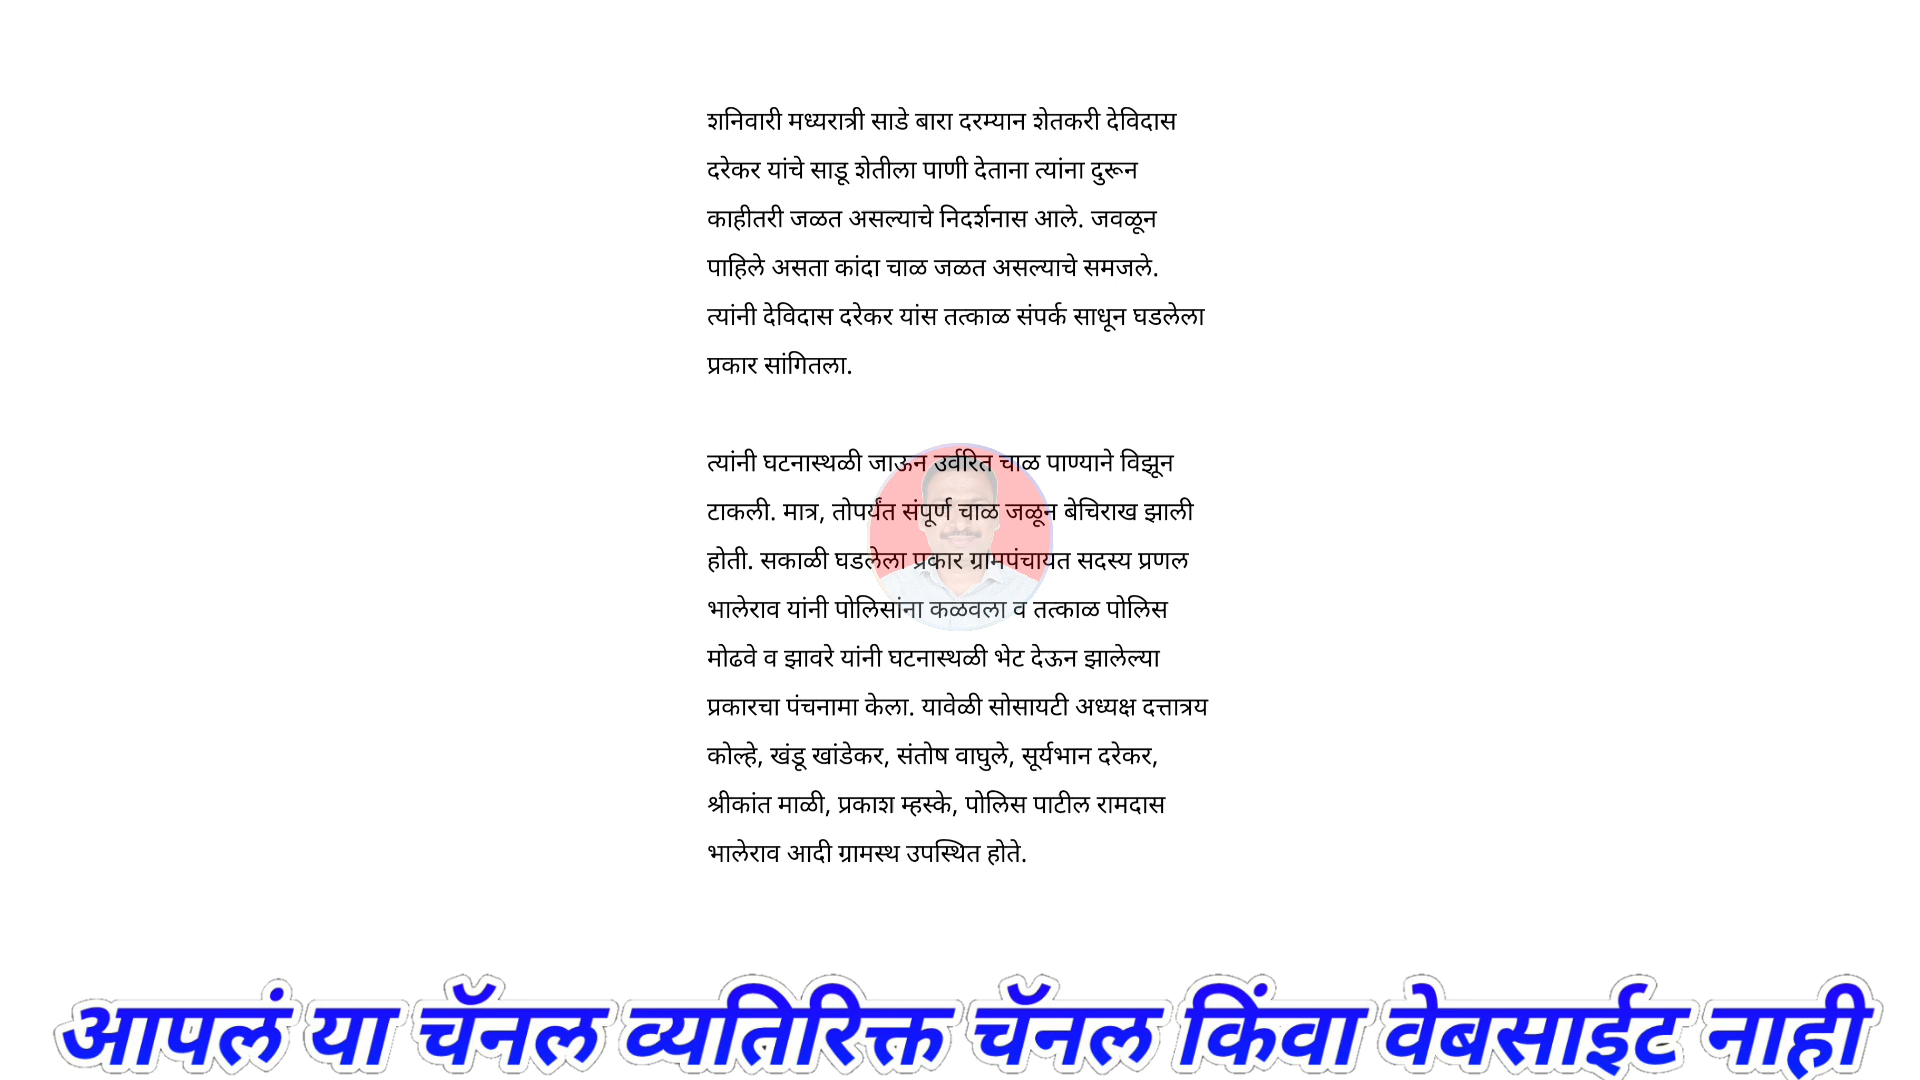 शनिवारी मध्यरात्री साडे बारा दरम्यान शेतकरी देविदास
दरेकर यांचे साडू शेतीला पाणी देताना त्यांना दुरून
काहीतरी जळत असल्याचे निदर्शनास आले. जवळून
पाहिले असता कांदा चाळ जळत असल्याचे समजले.
त्यांनी देविदास दरेकर यांस तत्काळ संपर्क साधून घडलेला
प्रकार सांगितला.
त्यांनी घटनास्थळी जाऊन उर्वरित चाळ पाण्याने विझून
टाकली. मात्र, तोपर्यंत संपूर्ण चाळ जळून बेचिराख झाली
होती. सकाळी घडलेला प्रकार ग्रामपंचायत सदस्य प्रणल
भालेराव यांनी पोलिसांना कळवला व तत्काळ पोलिस
मोढवे व झावरे यांनी घटनास्थळी भेट देऊन झालेल्या
प्रकारचा पंचनामा केला. यावेळी सोसायटी अध्यक्ष दत्तात्रय
कोल्हे, खंडू खांडेकर, संतोष वाघुले, सूर्यभान दरेकर,
श्रीकांत माळी, प्रकाश म्हस्के, पोलिस पाटील रामदास
भालेराव आदी ग्रामस्थ उपस्थित होते.
आपलं या चॅनल व्यतिरिक्त चॅनल किंवा वेबसाईट नाही